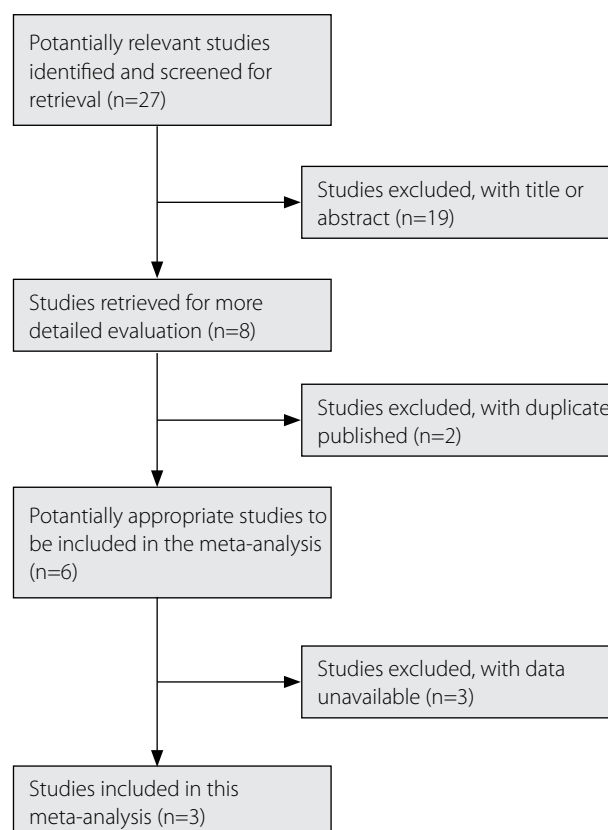 Potentially relevant studies
identified and screened for
retrieval (n=27)
Studies excluded, with title or
abstract (n=19)
Studies retrieved for more
detailed evaluation (n=8)
Studies excluded, with duplicate
published (n=2)
Potentially appropriate studies to
be included in the meta-analysis
(n=6)
Studies excluded, with data
unavailable (n=3)
Studies included in this
meta-analysis (n=3)